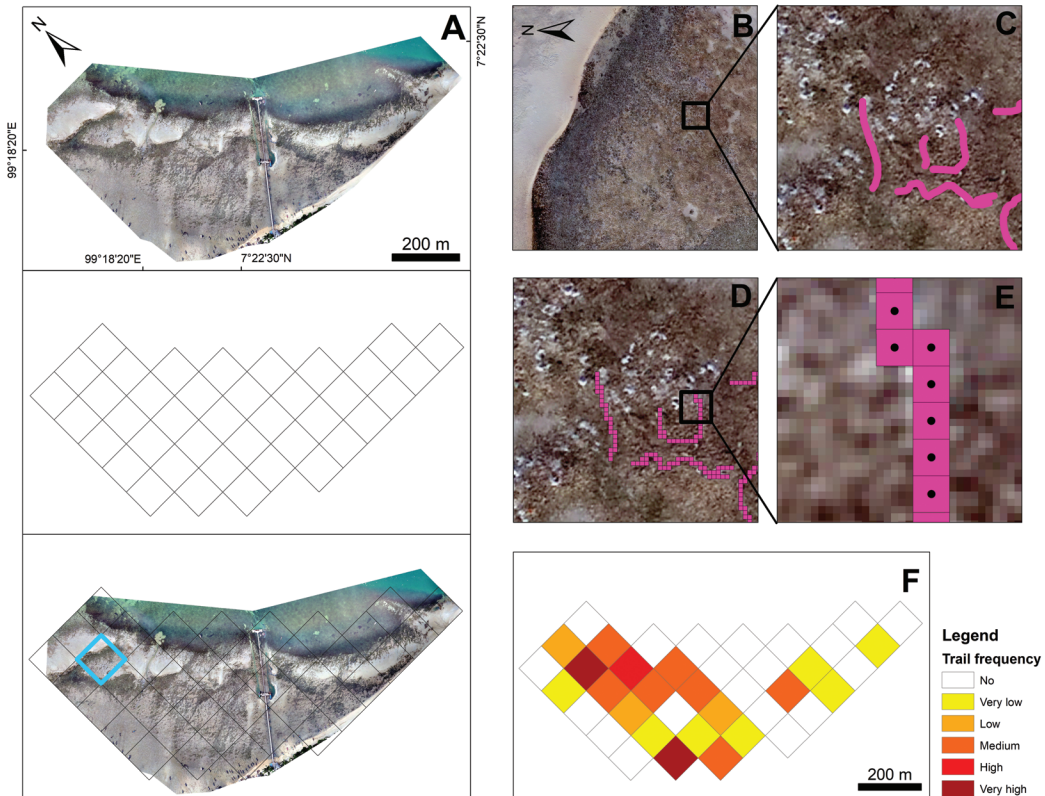 N
A
99°18'20"E
7°22'30"N
200 m
99°18'20"E
7°22'30"N
N
B
C
D
E
F
200 m
Legend
Trail frequency
No
Very low
Low
Medium
High
Very high